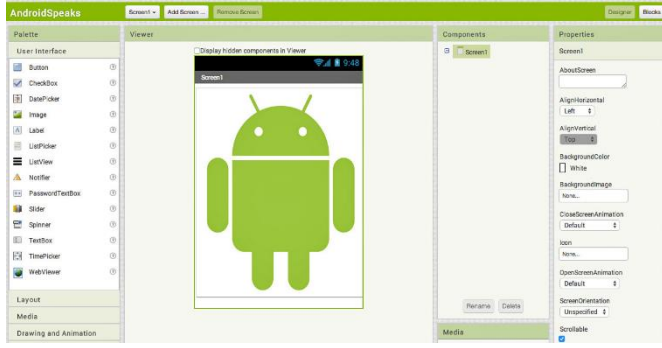 AndroidSpeaks
Screen1
Add Screen ...
Remove Screen
Designer
Blocks
Palette
Viewer
Components
Properties
User Interface
Button
CheckBox
DatePicker
Image
Label
ListPicker
ListView
Notifier
PasswordTextBox
Slider
Spinner
TextBox
TimePicker
WebViewer
Layout
Media
Drawing and Animation
Display hidden components in Viewer
9:48
Screen1
Screen1
Rename
Delete
Media
Screen1
AboutScreen
AlignHorizontal
Left
AlignVertical
Top
BackgroundColor
White
BackgroundImage
None...
CloseScreenAnimation
Default
Icon
None...
OpenScreenAnimation
Default
ScreenOrientation
Unspecified
Scrollable